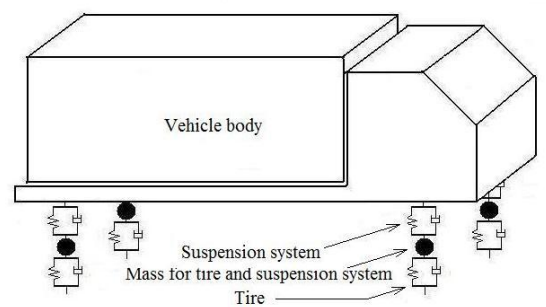 Vehicle body
Suspension system
Mass for tire and suspension system
Tire